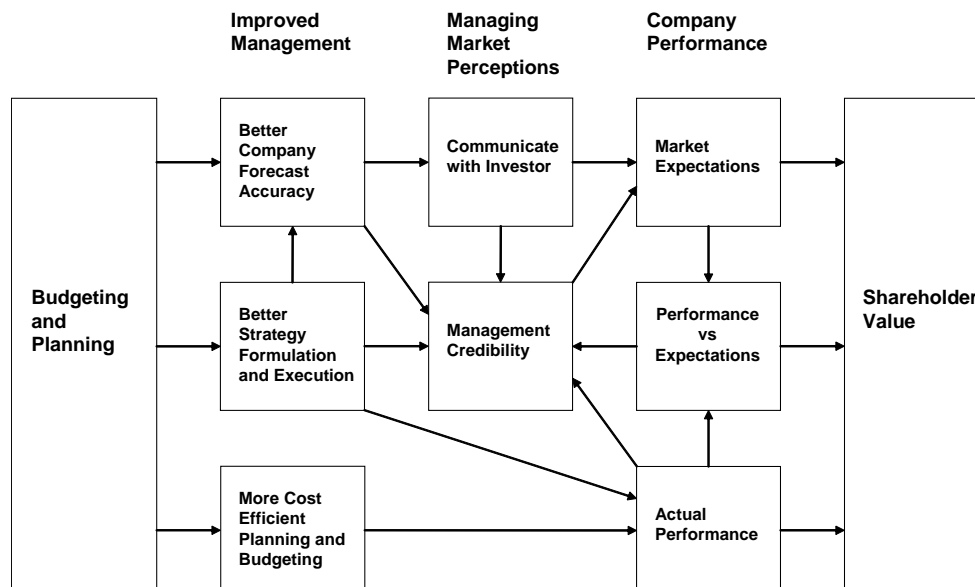 Improved
Management
Managing
Market
Perceptions
Company
Performance
Budgeting
and
Planning
Better
Company
Forecast
Accuracy
Communicate
with Investor
Market
Expectations
Better
Strategy
Formulation
and Execution
Management
Credibility
Performance
vs
Expectations
More Cost
Efficient
Planning and
Budgeting
Actual
Performance
Shareholder
Value